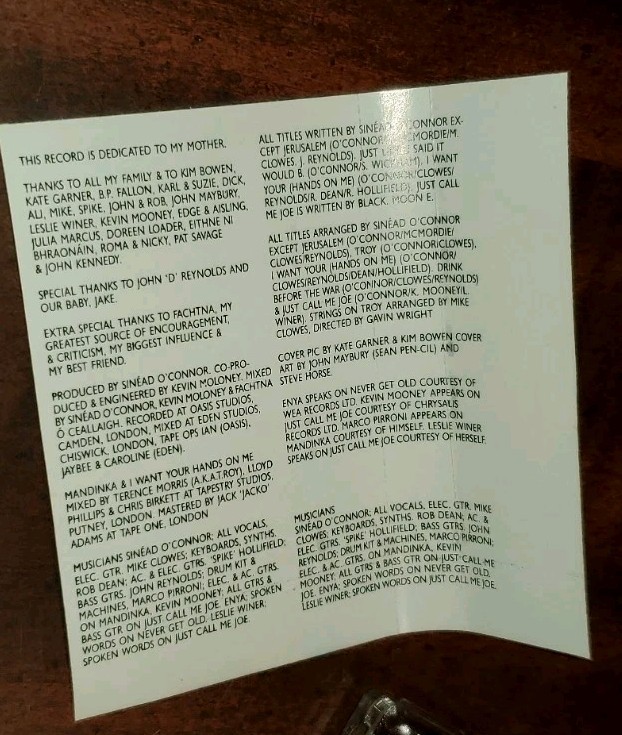 THIS RECORD IS DEDICATED TO MY MOTHER.
THANKS TO ALL MY FAMILY & TO KIM BOWEN,
KATE GARNER, B.P. FALLON, KARL & SUZIE, DICK,
ALI, MIKE, SPIKE, JOHN & ROB, JOHN MAYBURY,
LESLIE WINER, KEVIN MOONEY, EDGE & AISLING,
JULIA MARCUS, DOREEN LOADER, EITHNE NI
BHRAONÁIN, ROMA & NICKY, PAT SAVAGE
& JOHN KENNEDY.
SPECIAL THANKS TO JOHN 'D' REYNOLDS AND
OUR BABY, JAKE.
EXTRA SPECIAL THANKS TO FACHTNA, MY
GREATEST SOURCE OF ENCOURAGEMENT,
& CRITICISM, MY BIGGEST INFLUENCE &
MY BEST FRIEND.
PRODUCED BY SINÉAD O'CONNOR. CO-PRO-
DUCED & ENGINEERED BY KEVIN MOLONEY. MIXED
BY SINÉAD O'CONNOR, KEVIN MOLONEY & FACHTNA
Ó CEALLAIGH. RECORDED AT OASIS STUDIOS,
CAMDEN, LONDON, MIXED AT EDEN STUDIOS,
CHISWICK, LONDON, TAPE OPS IAN (OASIS),
JAYBEE & CAROLINE (EDEN).
MANDINKA & I WANT YOUR HANDS ON ME
MIXED BY TERENCE MORRIS (A.K.A.TROY), LLOYD
PHILLIPS & CHRIS BIRKETT AT TAPESTRY STUDIOS,
PUTNEY, LONDON. MASTERED BY JACK 'JACKO'
ADAMS AT TAPE ONE, LONDON
MUSICIANS SINÉAD O'CONNOR; ALL VOCALS,
ELEC. GTR. MIKE CLOWES; KEYBOARDS, SYNTHS.
ROB DEAN; AC. & ELEC. GTRS. 'SPIKE' HOLLIFIELD;
BASS GTRS. JOHN REYNOLDS; DRUM KIT &
MACHINES, MARCO PIRRONI; ELEC. & AC. GTRS.
ON MANDINKA, KEVIN MOONEY; ALL GTRS &
BASS GTR ON JUST CALL ME JOE. ENYA; SPOKEN
WORDS ON NEVER GET OLD. LESLIE WINER;
SPOKEN WORDS ON JUST CALL ME JOE.
ALL TITLES WRITTEN BY SINÉAD O'CONNOR EX-
CEPT JERUSALEM (O'CONNOR/MCMORDIE/M.
CLOWES. J. REYNOLDS). JUST LIKE SAID IT
WOULD B. (O'CONNOR/S. WICKHAM). I WANT
YOUR (HANDS ON ME) (O'CONNOR/CLOWES/
REYNOLDS/R. DEAN/R. HOLLIFIELD). JUST CALL
ME JOE IS WRITTEN BY BLACK. MOON E.
ALL TITLES ARRANGED BY SINÉAD O'CONNOR
EXCEPT JERUSALEM (O'CONNOR/MCMORDIE/
CLOWES/REYNOLDS), TROY (O'CONNOR/CLOWES),
I WANT YOUR (HANDS ON ME) (O'CONNOR/
CLOWES/REYNOLDS/DEAN/HOLLIFIELD). DRINK
BEFORE THE WAR (O'CONNOR/CLOWES/REYNOLDS)
& JUST CALL ME JOE (O'CONNOR/K. MOONEY/L.
WINER). STRINGS ON TROY ARRANGED BY MIKE
CLOWES, DIRECTED BY GAVIN WRIGHT
COVER PIC BY KATE GARNER & KIM BOWEN COVER
ART BY JOHN MAYBURY (SEAN PEN-CIL) AND
STEVE HORSE.
ENYA SPEAKS ON NEVER GET OLD COURTESY OF
WEA RECORDS LTD. KEVIN MOONEY APPEARS ON
JUST CALL ME JOE COURTESY OF CHRYSALIS
RECORDS LTD. MARCO PIRRONI APPEARS ON
MANDINKA COURTESY OF HIMSELF. LESLIE WINER
SPEAKS ON JUST CALL ME JOE COURTESY OF HERSELF.
MUSICIANS
SINÉAD O'CONNOR; ALL VOCALS, ELEC. GTR. MIKE
CLOWES; KEYBOARDS, SYNTHS. ROB DEAN; AC. &
ELEC. GTRS. 'SPIKE' HOLLIFIELD; BASS GTRS. JOHN
REYNOLDS; DRUM KIT & MACHINES, MARCO PIRRONI;
ELEC. & AC. GTRS. ON MANDINKA, KEVIN
MOONEY; ALL GTRS & BASS GTR ON JUST CALL ME
JOE. ENYA; SPOKEN WORDS ON NEVER GET OLD,
LESLIE WINER; SPOKEN WORDS ON JUST CALL ME JOE.